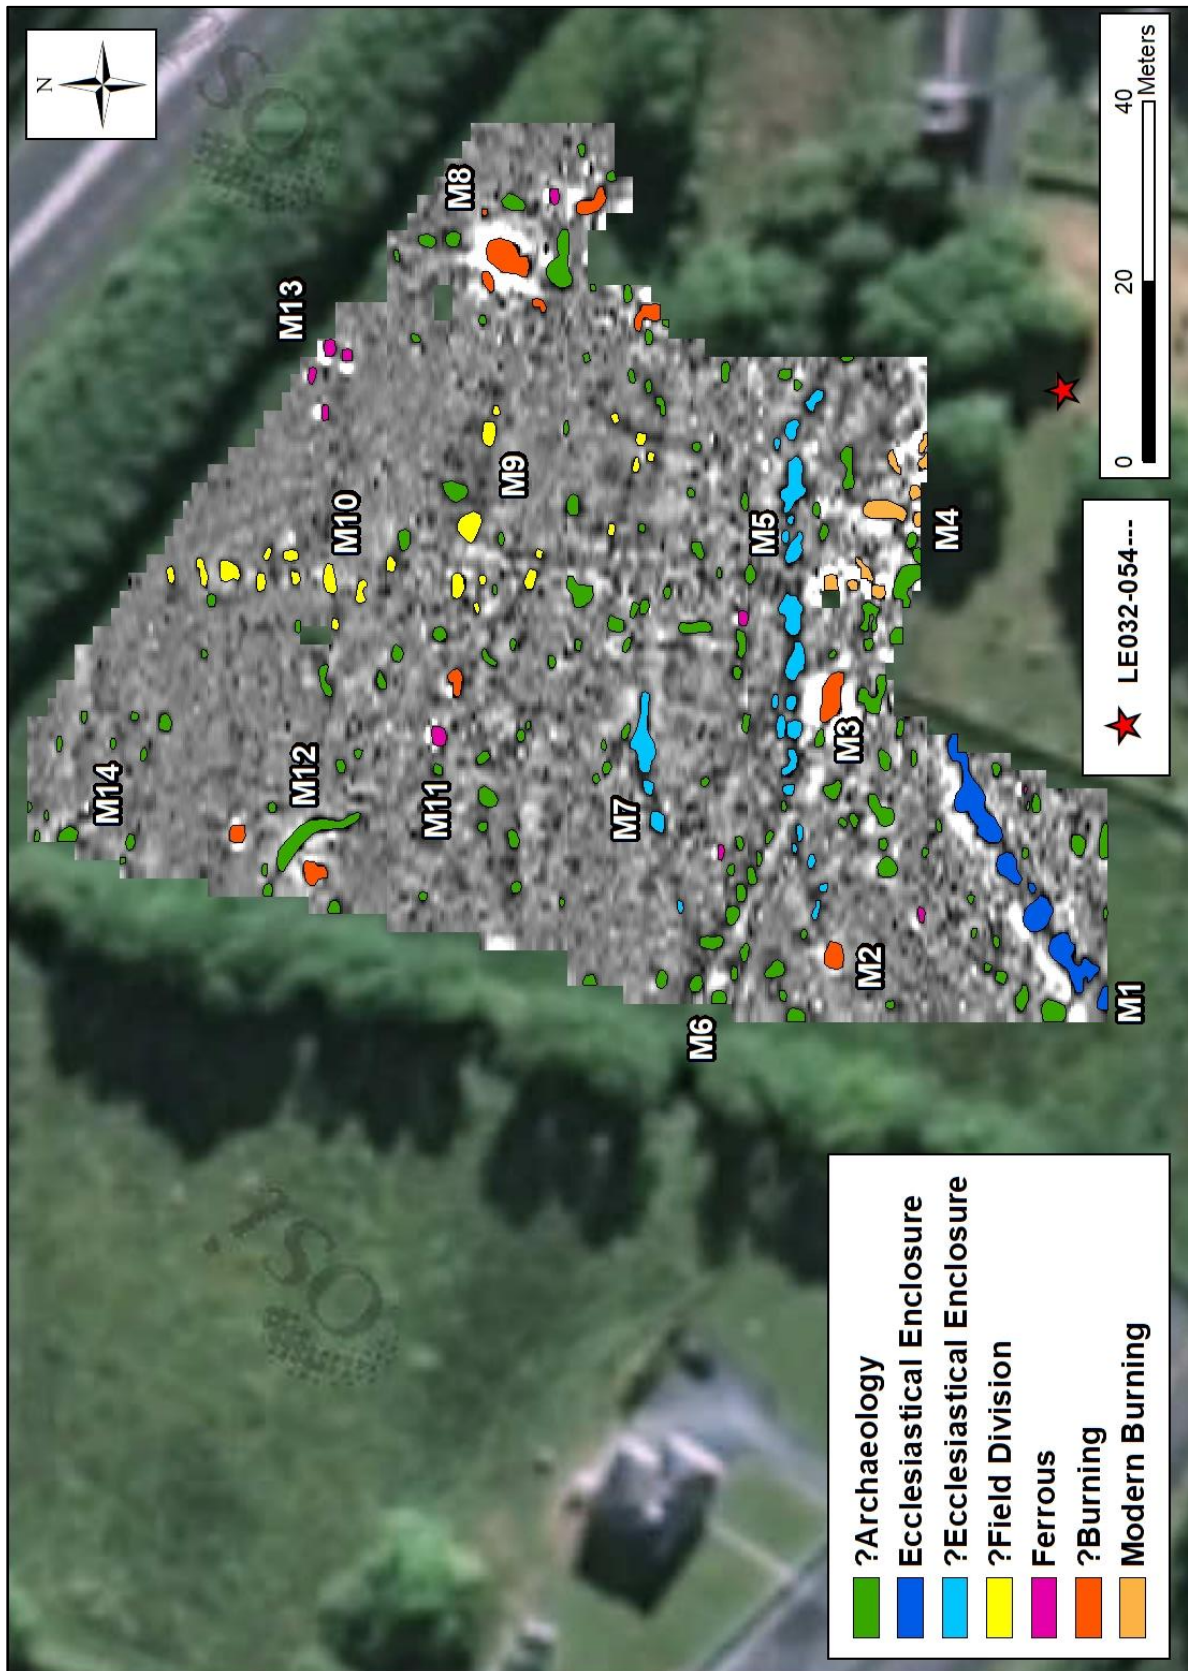 N
M8
M13
M10
M9
M14
M12
M11
M7
M5
M4
M3
M6
M2
M1
?Archaeology
Ecclesiastical Enclosure
?Ecclesiastical Enclosure
?Field Division
Ferrous
?Burning
Modern Burning
LE032-054---
0 20 40
Meters